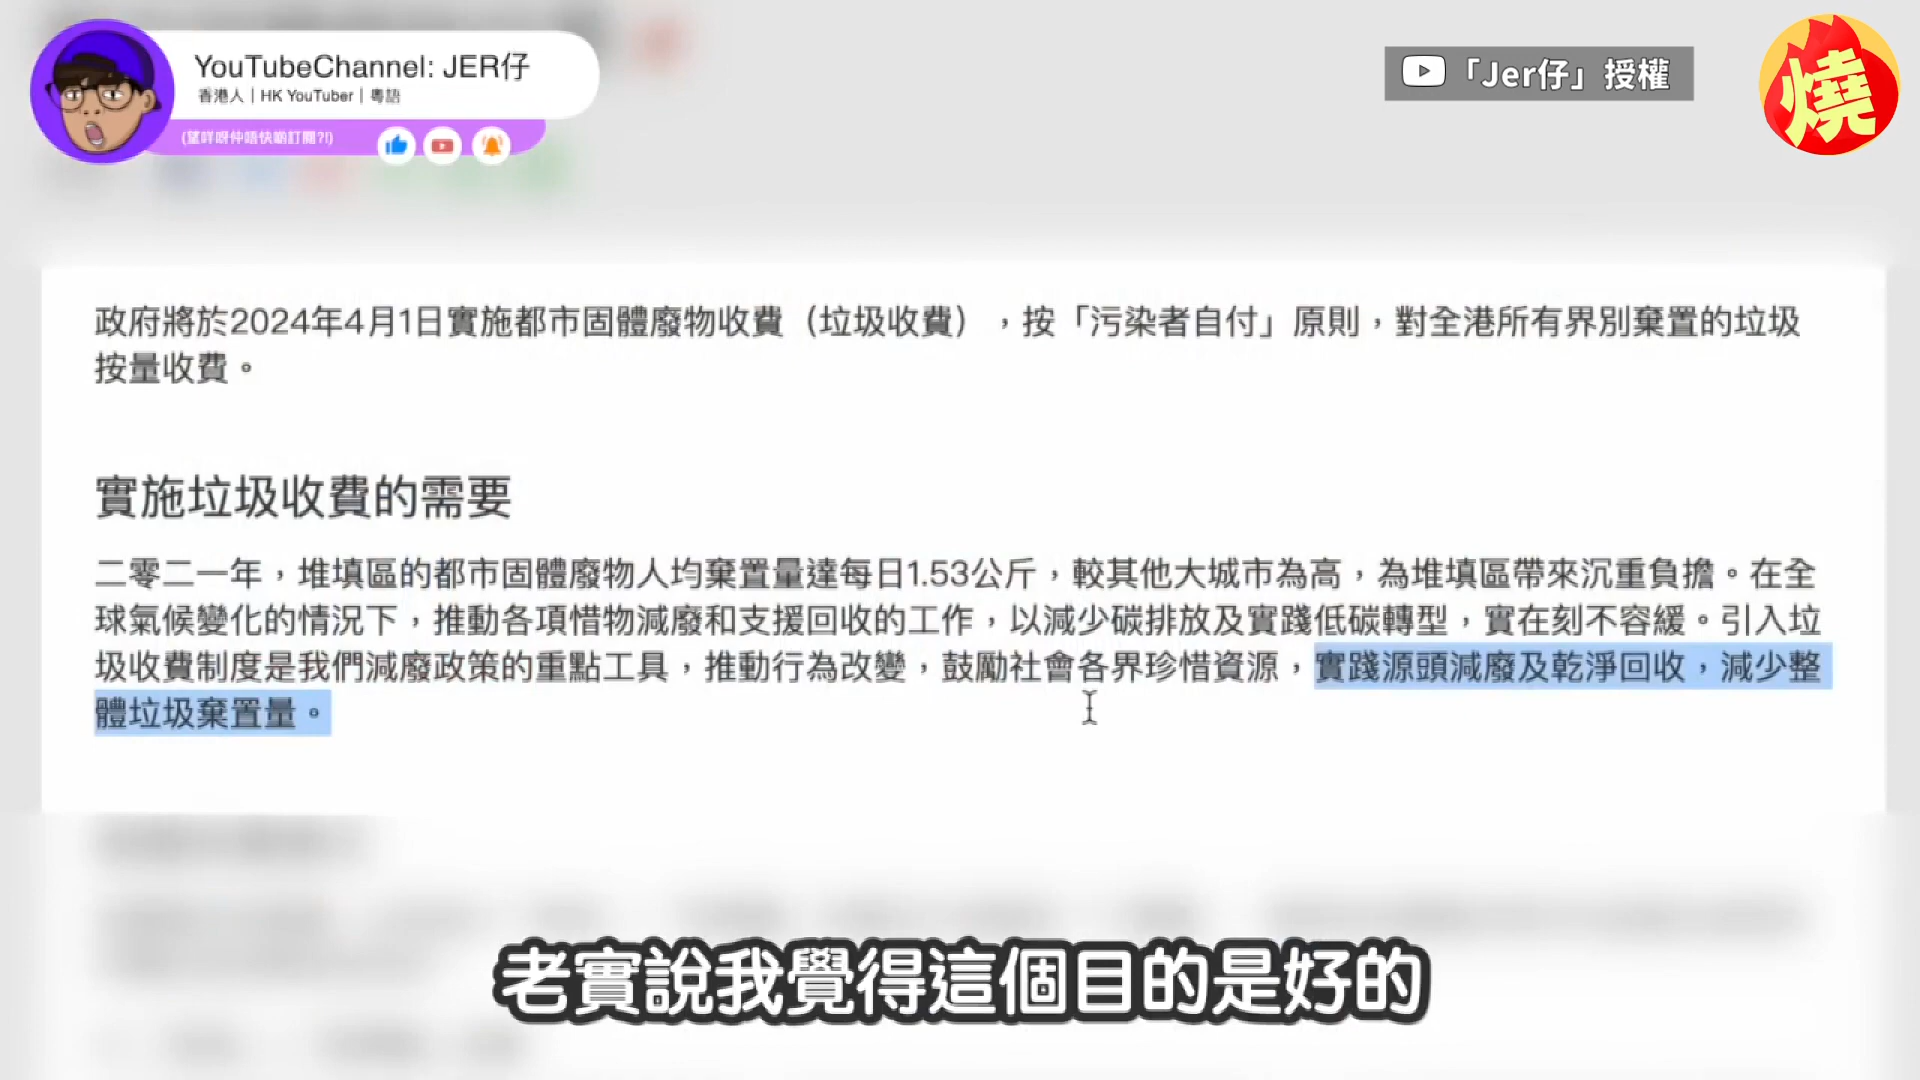 YouTubeChannel: JER仔
香港人 | HK YouTuber | 粵語
(望咩呀仲唔快啲訂閱?!)
「Jer仔」授權
燒
政府將於2024年4月1日實施都市固體廢物收費（垃圾收費），按「污染者自付」原則，對全港所有界別棄置的垃圾
按量收費。
實施垃圾收費的需要
二零二一年，堆填區的都市固體廢物人均棄置量達每日1.53公斤，較其他大城市為高，為堆填區帶來沉重負擔。在全
球氣候變化的情況下，推動各項惜物減廢和支援回收的工作，以減少碳排放及實踐低碳轉型，實在刻不容緩。引入垃
圾收費制度是我們減廢政策的重點工具，推動行為改變，鼓勵社會各界珍惜資源，實踐源頭減廢及乾淨回收，減少整
體垃圾棄置量。
老實說我覺得這個目的是好的